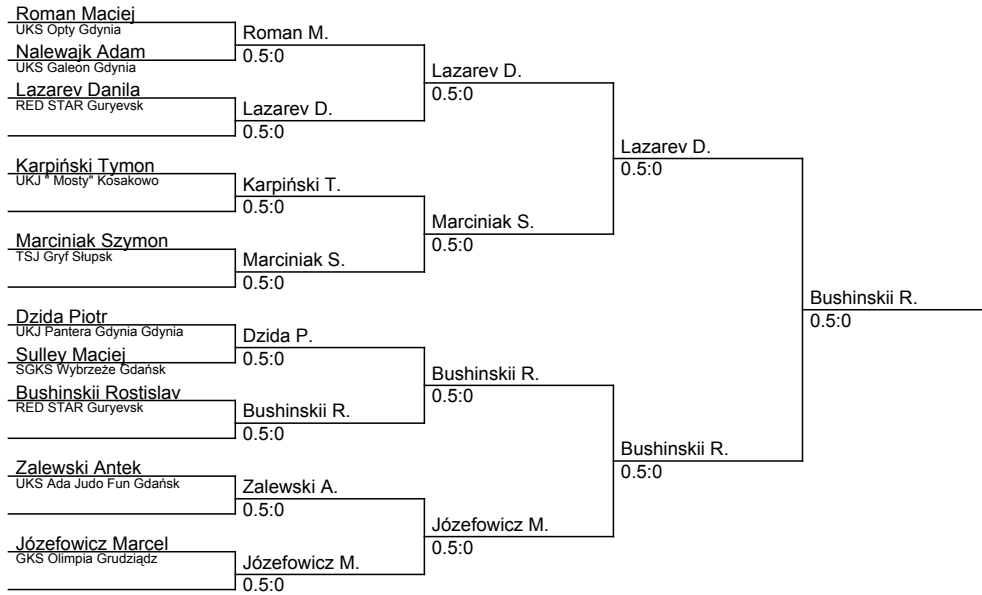 Roman Maciej
UKS Opty Gdynia
Nalewajk Adam
UKS Galeon Gdynia
Lazarev Danila
RED STAR Guryevsk
Karpiński Tymon
UKJ " Mosty" Kosakowo
Marciniak Szymon
TSJ Gryf Słupsk
Dzida Piotr
UKJ Pantera Gdynia Gdynia
Sulley Maciej
SGKS Wybrzeże Gdańsk
Bushinskii Rostislav
RED STAR Guryevsk
Zalewski Antek
UKS Ada Judo Fun Gdańsk
Józefowicz Marcel
GKS Olimpia Grudziądz
Roman M.
0.5:0
Lazarev D.
0.5:0
Karpiński T.
0.5:0
Marciniak S.
0.5:0
Dzida P.
0.5:0
Bushinskii R.
0.5:0
Zalewski A.
0.5:0
Józefowicz M.
0.5:0
Lazarev D.
0.5:0
Marciniak S.
0.5:0
Bushinskii R.
0.5:0
Józefowicz M.
0.5:0
Lazarev D.
0.5:0
Bushinskii R.
0.5:0
Bushinskii R.
0.5:0